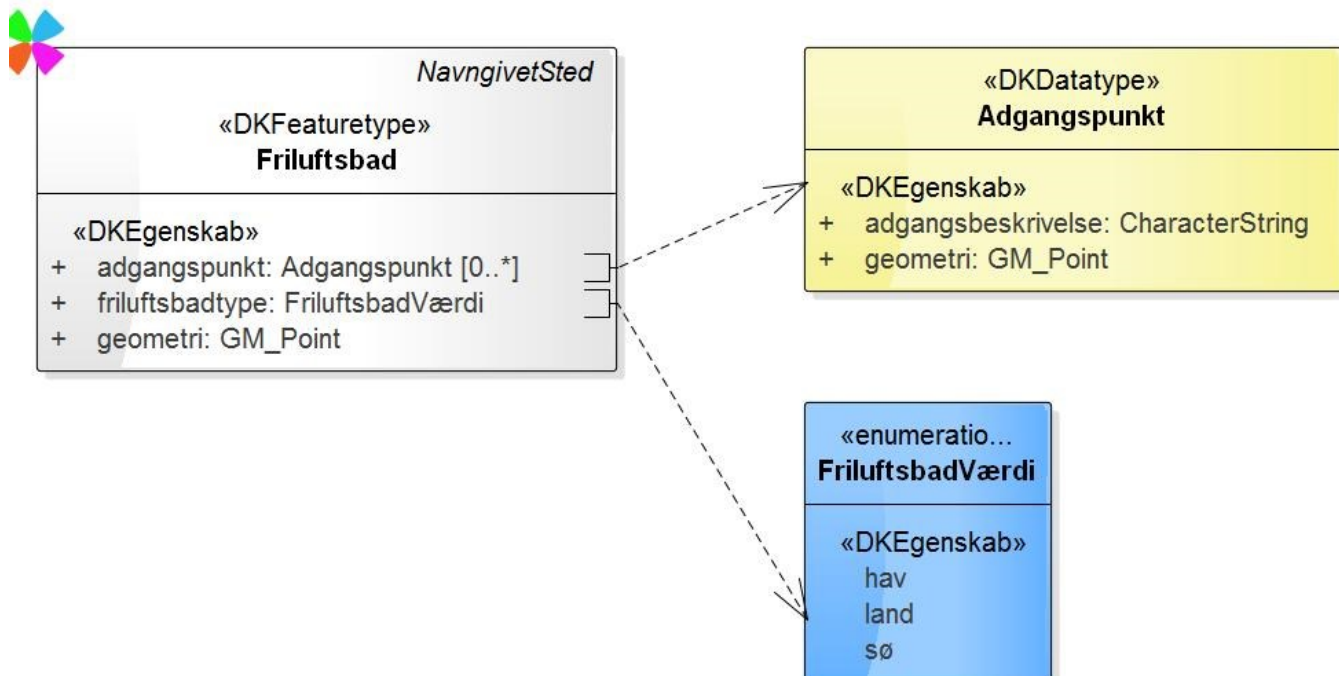 NavngivetSted
«DKFeaturetype»
Friluftsbad
«DKEgenskab»
+ adgangspunkt: Adgangspunkt [0..*]
+ friluftsbadtype: FriluftsbadVærdi
+ geometri: GM_Point
«DKDatatype»
Adgangspunkt
«DKEgenskab»
+ adgangsbeskrivelse: CharacterString
+ geometri: GM_Point
«enumeratio...
FriluftsbadVærdi
«DKEgenskab»
hav
land
sø